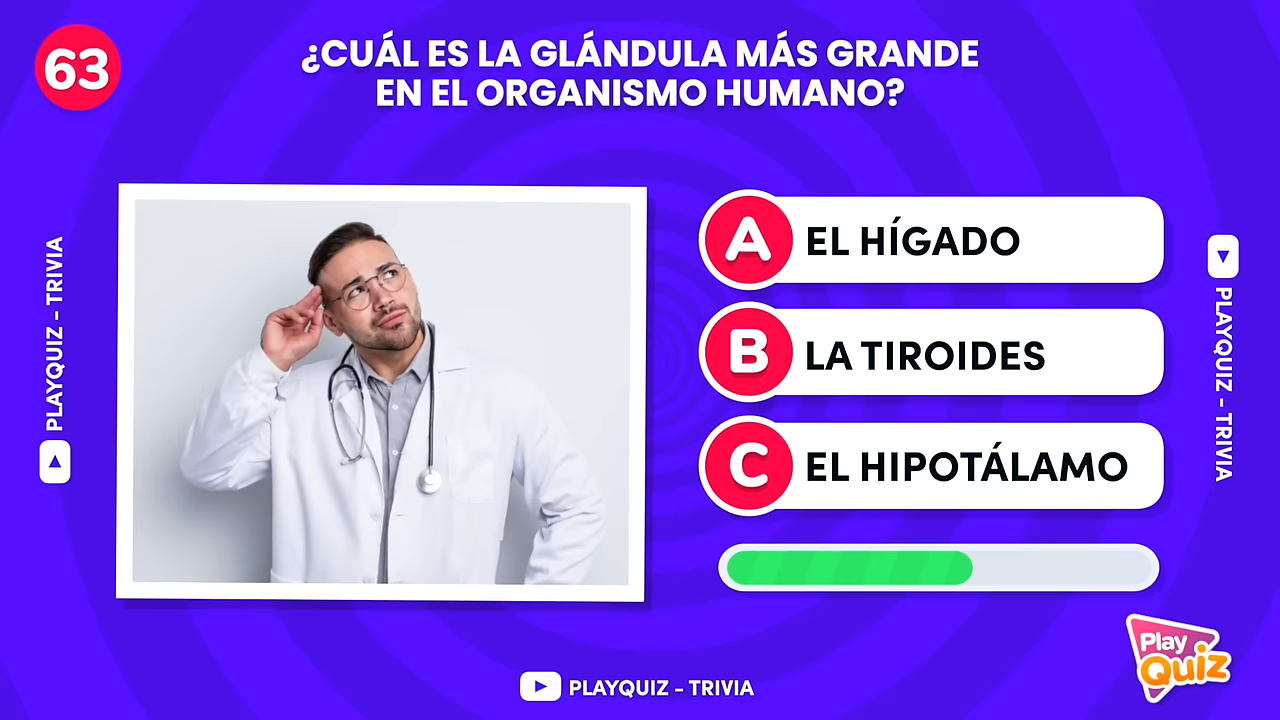 63
¿CUÁL ES LA GLÁNDULA MÁS GRANDE
EN EL ORGANISMO HUMANO?
A EL HÍGADO
B LA TIROIDES
C EL HIPOTÁLAMO
PLAYQUIZ - TRIVIA
PLAYQUIZ - TRIVIA
Play
Quiz
PLAYQUIZ - TRIVIA